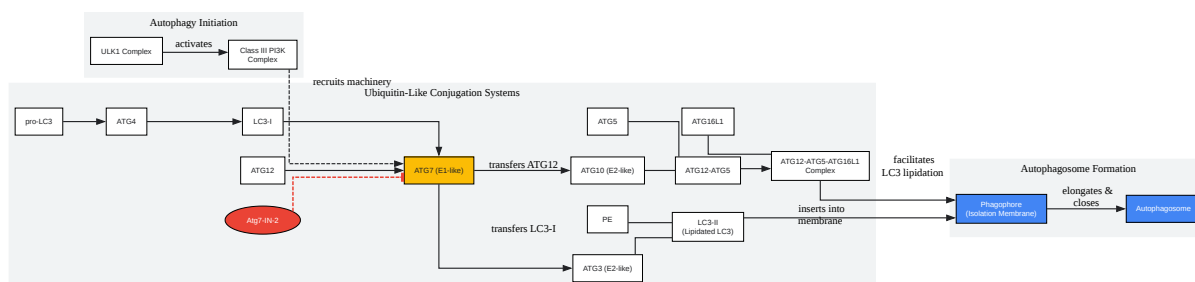 Autophagy Initiation
ULK1 Complex
activates
Class III PI3K
Complex
recruits machinery
Ubiquitin-Like Conjugation Systems
pro-LC3
ATG4
LC3-I
ATG5
ATG16L1
ATG12
ATG7 (E1-like)
transfers ATG12
ATG10 (E2-like)
ATG12-ATG5
ATG12-ATG5-ATG16L1
Complex
facilitates
LC3 lipidation
Autophagosome Formation
Atg7-IN-2
transfers LC3-I
PE
LC3-II
(Lipidated LC3)
inserts into
membrane
Phagophore
(Isolation Membrane)
elongates &
closes
Autophagosome
ATG3 (E2-like)